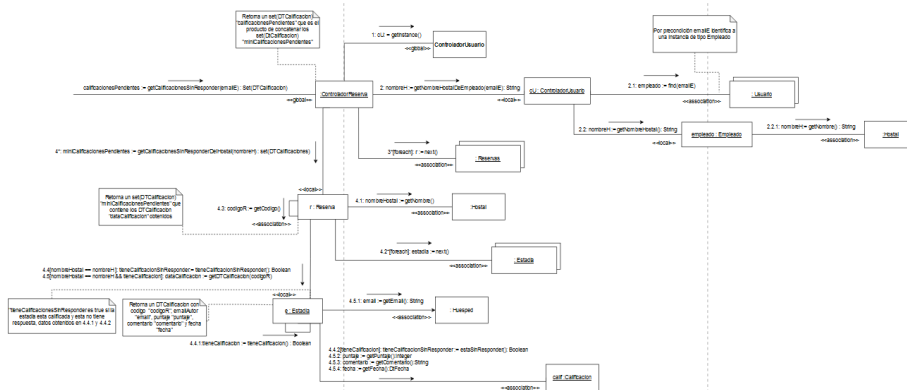 Retorna un set(DTCalificacion)
"calificacionesPendientes" que es el
producto de concatenar los
set(DtCalificacion)
"miniCalificacionesPendientes"
1: cU := getInstance()
<<global>>
ControladorUsuario
Por precondición emailE identifica a
una instancia de tipo Empleado
calificacionesPendientes := getCalificacionesSinResponder(emailE) : Set(DTCalificacion)
<<global>>
:ControladorReserva
2: nombreH := getNombreHostalDeEmpleado(emailE): String
<<local>>
cU : ControladorUsuario
2.1: empleado := find(emailE)
<<association>>
:Usuario
2.2: nombreH := getNombreHostal(): String
<<local>>
empleado : Empleado
2.2.1: nombreH := getNombre() : String
<<association>>
:Hostal
4*: miniCalificacionesPendientes := getCalificacionesSinResponderDelHostal(nombreH): set(DTCalificaciones)
3*[foreach]: r := next()
<<association>>
:Reservas
<<local>>
Retorna un set(DTCalificacion)
"miniCalificacionesPendientes" que
contiene los DTCalificacion
"dataCalificacion" obtenidos
4.3: codigoR := getCodigo()
<<association>>
r : Reserva
4.1: nombreHostal := getNombre()
<<association>>
:Hostal
4.2*[foreach]: estadia := next()
<<association>>
:Estadia
4.4[nombreHostal == nombreH]: tieneCalificacionSinResponder := tieneCalificacionSinResponder(): Boolean
4.5[nombreHostal == nombreH && tieneCalificacion]: dataCalificacion := getDTCalificacion(codigoR)
<<local>>
"tieneCalificacionesSinResponder es true si la
estadia esta calificada y esta no tiene
respuesta, datos obtenidos en 4.4.1 y 4.4.2
Retorna un DTCalificacion con
codigo "codigoR", emailAutor
"email", puntaje "puntaje",
comentario "comentario" y fecha
"fecha"
e : Estadia
4.5.1: email := getEmail(): String
<<association>>
:Huesped
4.4.1:tieneCalificacion := tieneCalificacion() : Boolean
4.4.2[tieneCalificacion]: tieneCalificacionSinResponder := estaSinResponder(): Boolean
4.5.2: puntaje := getPuntaje():Integer
4.5.3: comentario := getComentario():String
4.5.4: fecha := getFecha():DtFecha
<<association>>
calif :Calificacion